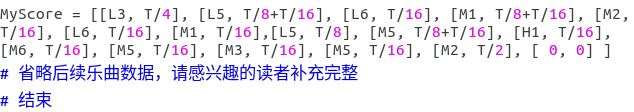 MyScore = [[L3, T/4], [L5, T/8+T/16], [L6, T/16], [M1, T/8+T/16], [M2,
T/16], [L6, T/16], [M1, T/16],[L5, T/8], [M5, T/8+T/16], [H1, T/16],
[M6, T/16], [M5, T/16], [M3, T/16], [M5, T/16], [M2, T/2], [ 0, 0] ]
# 省略后续乐曲数据，请感兴趣的读者补充完整
# 结束